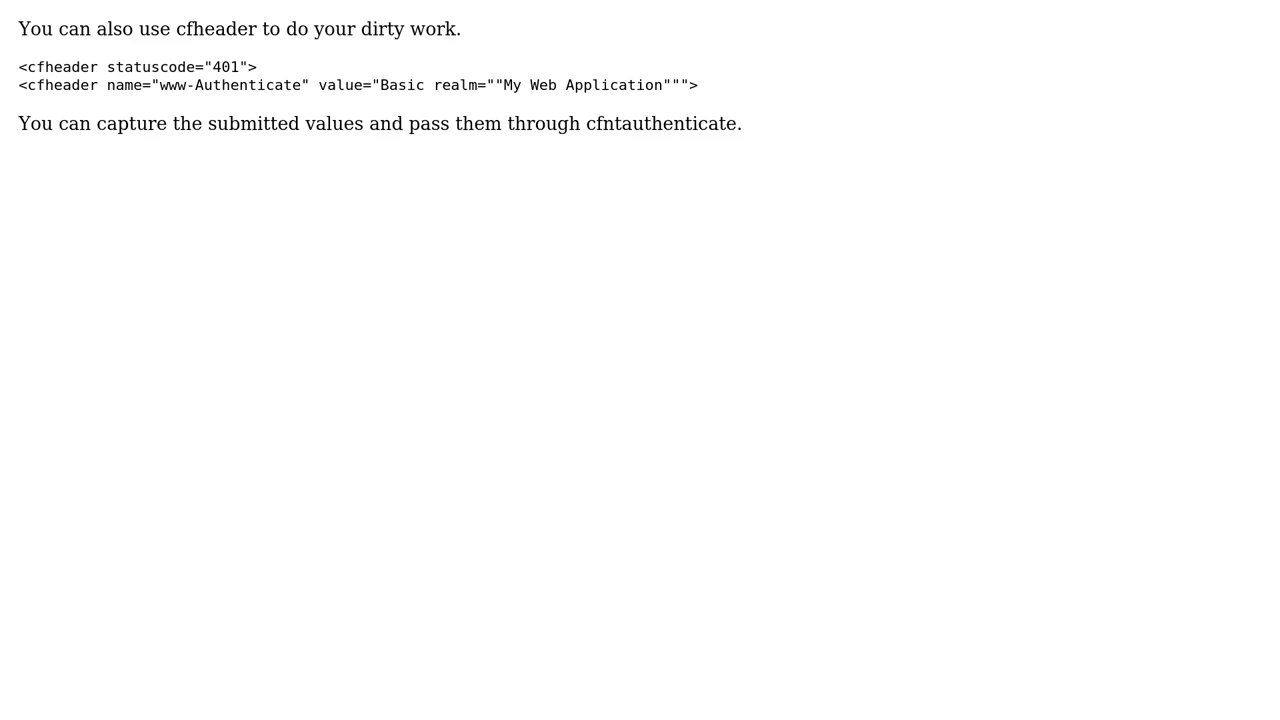 You can also use cfheader to do your dirty work.
<cfheader statuscode="401">
<cfheader name="www-Authenticate" value="Basic realm=""My Web Application""">
You can capture the submitted values and pass them through cfntauthenticate.